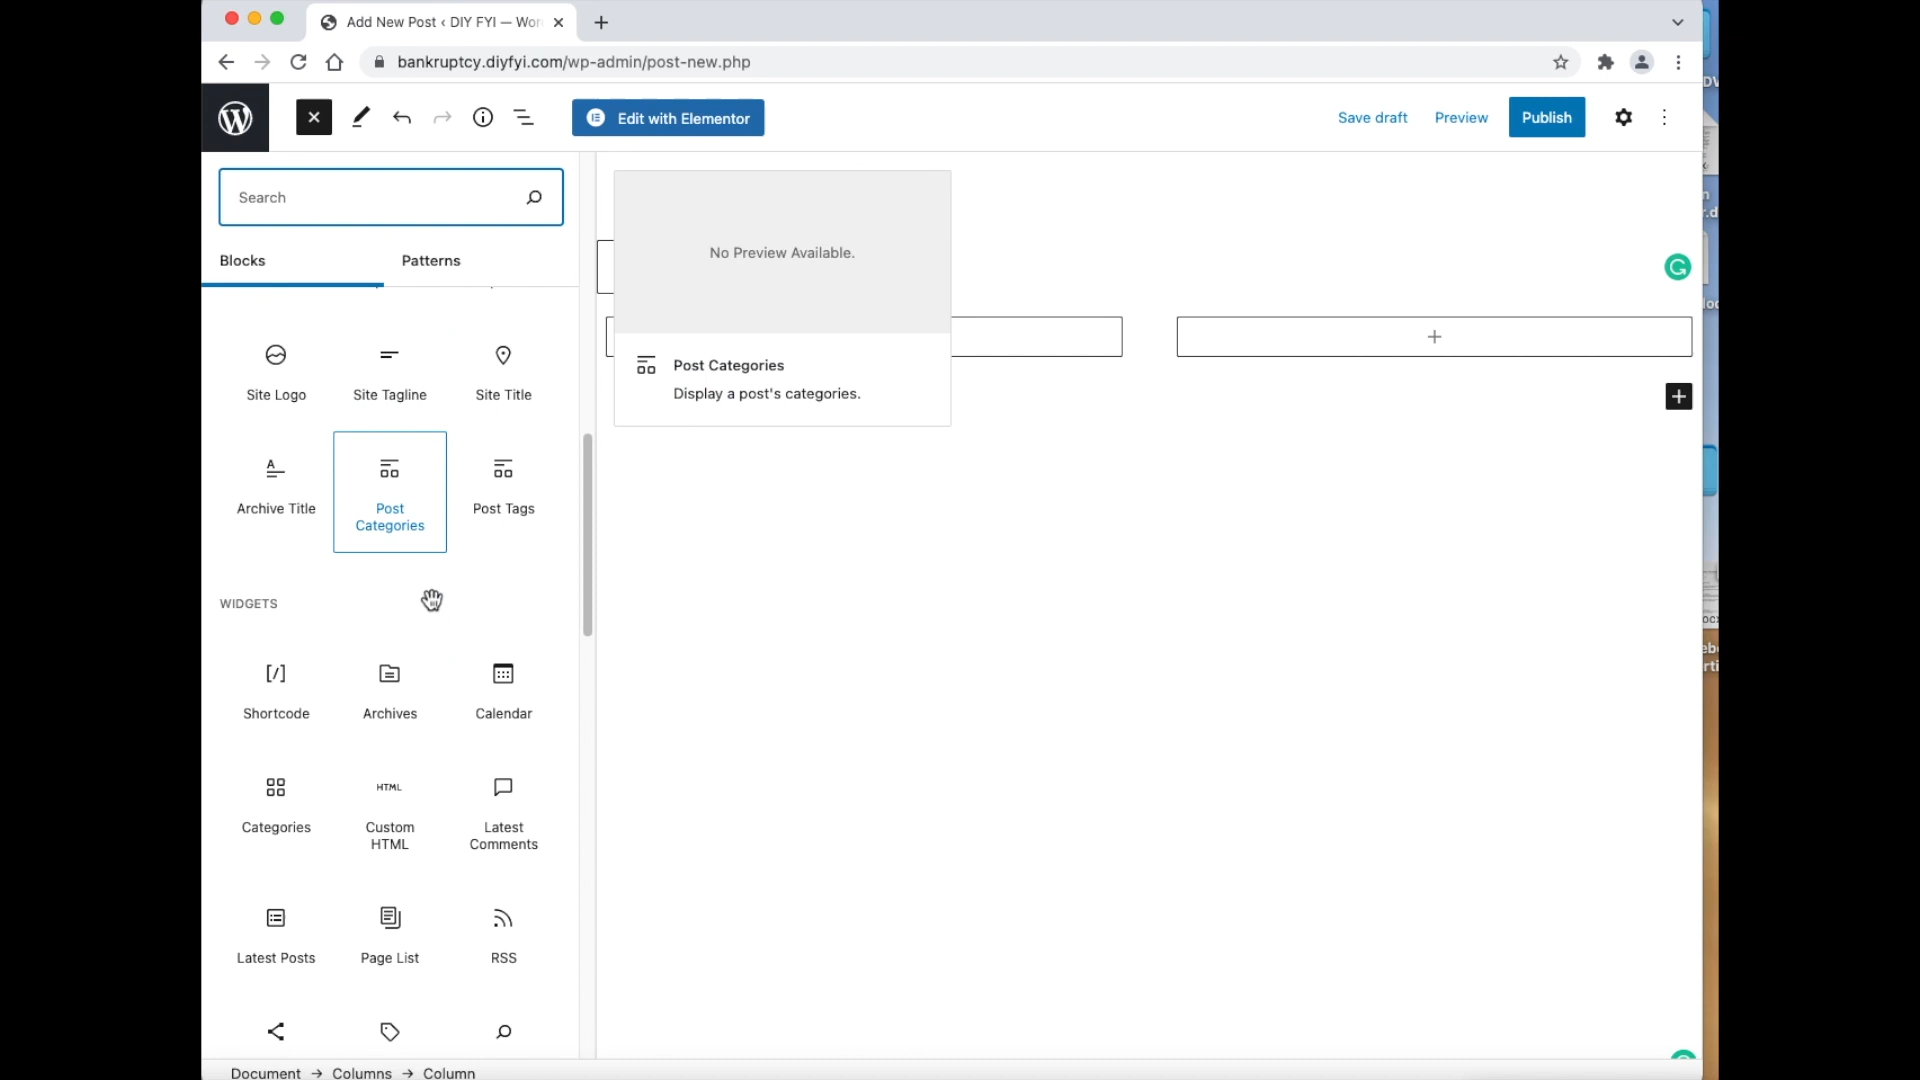 Add New Post ‹ DIY FYI — Wor
bankruptcy.diyfyi.com/wp-admin/post-new.php
Edit with Elementor
Save draft
Preview
Publish
Search
Blocks
Patterns
No Preview Available.
Post Categories
Display a post's categories.
Site Logo
Site Tagline
Site Title
Archive Title
Post
Categories
Post Tags
WIDGETS
Shortcode
Archives
Calendar
Categories
HTML
Custom
HTML
Latest
Comments
Latest Posts
Page List
RSS
Document → Columns → Column